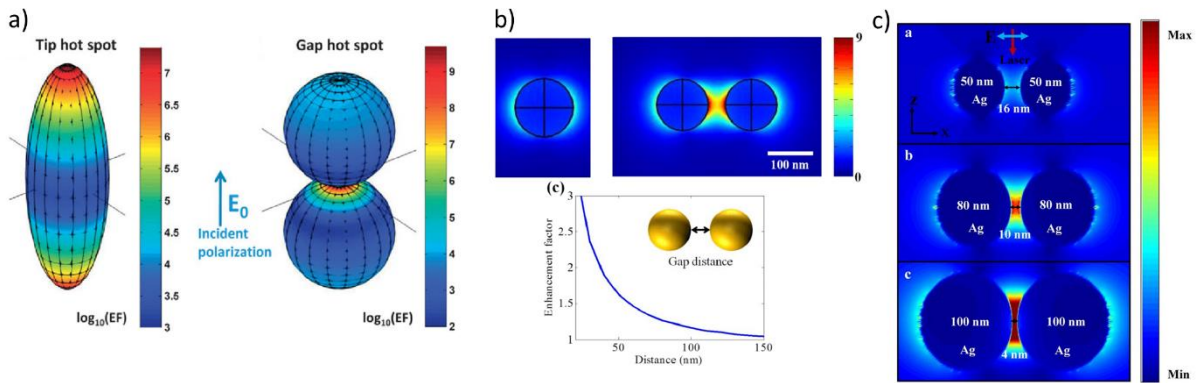 a)
Tip hot spot
Gap hot spot
7
6.5
6
5.5
5
4.5
4
3.5
3
E0
Incident
polarization
9
8
7
6
5
4
3
2
log10(EF)
log10(EF)
b)
9
0
100 nm
(c)
Enhancement factor
3
2.5
2
1.5
1
50
100
150
Distance (nm)
Gap distance
c)
a
E
Laser
50 nm
Ag
50 nm
Ag
16 nm
Z
X
b
80 nm
Ag
80 nm
Ag
10 nm
c
100 nm
Ag
100 nm
Ag
4 nm
Max
Min